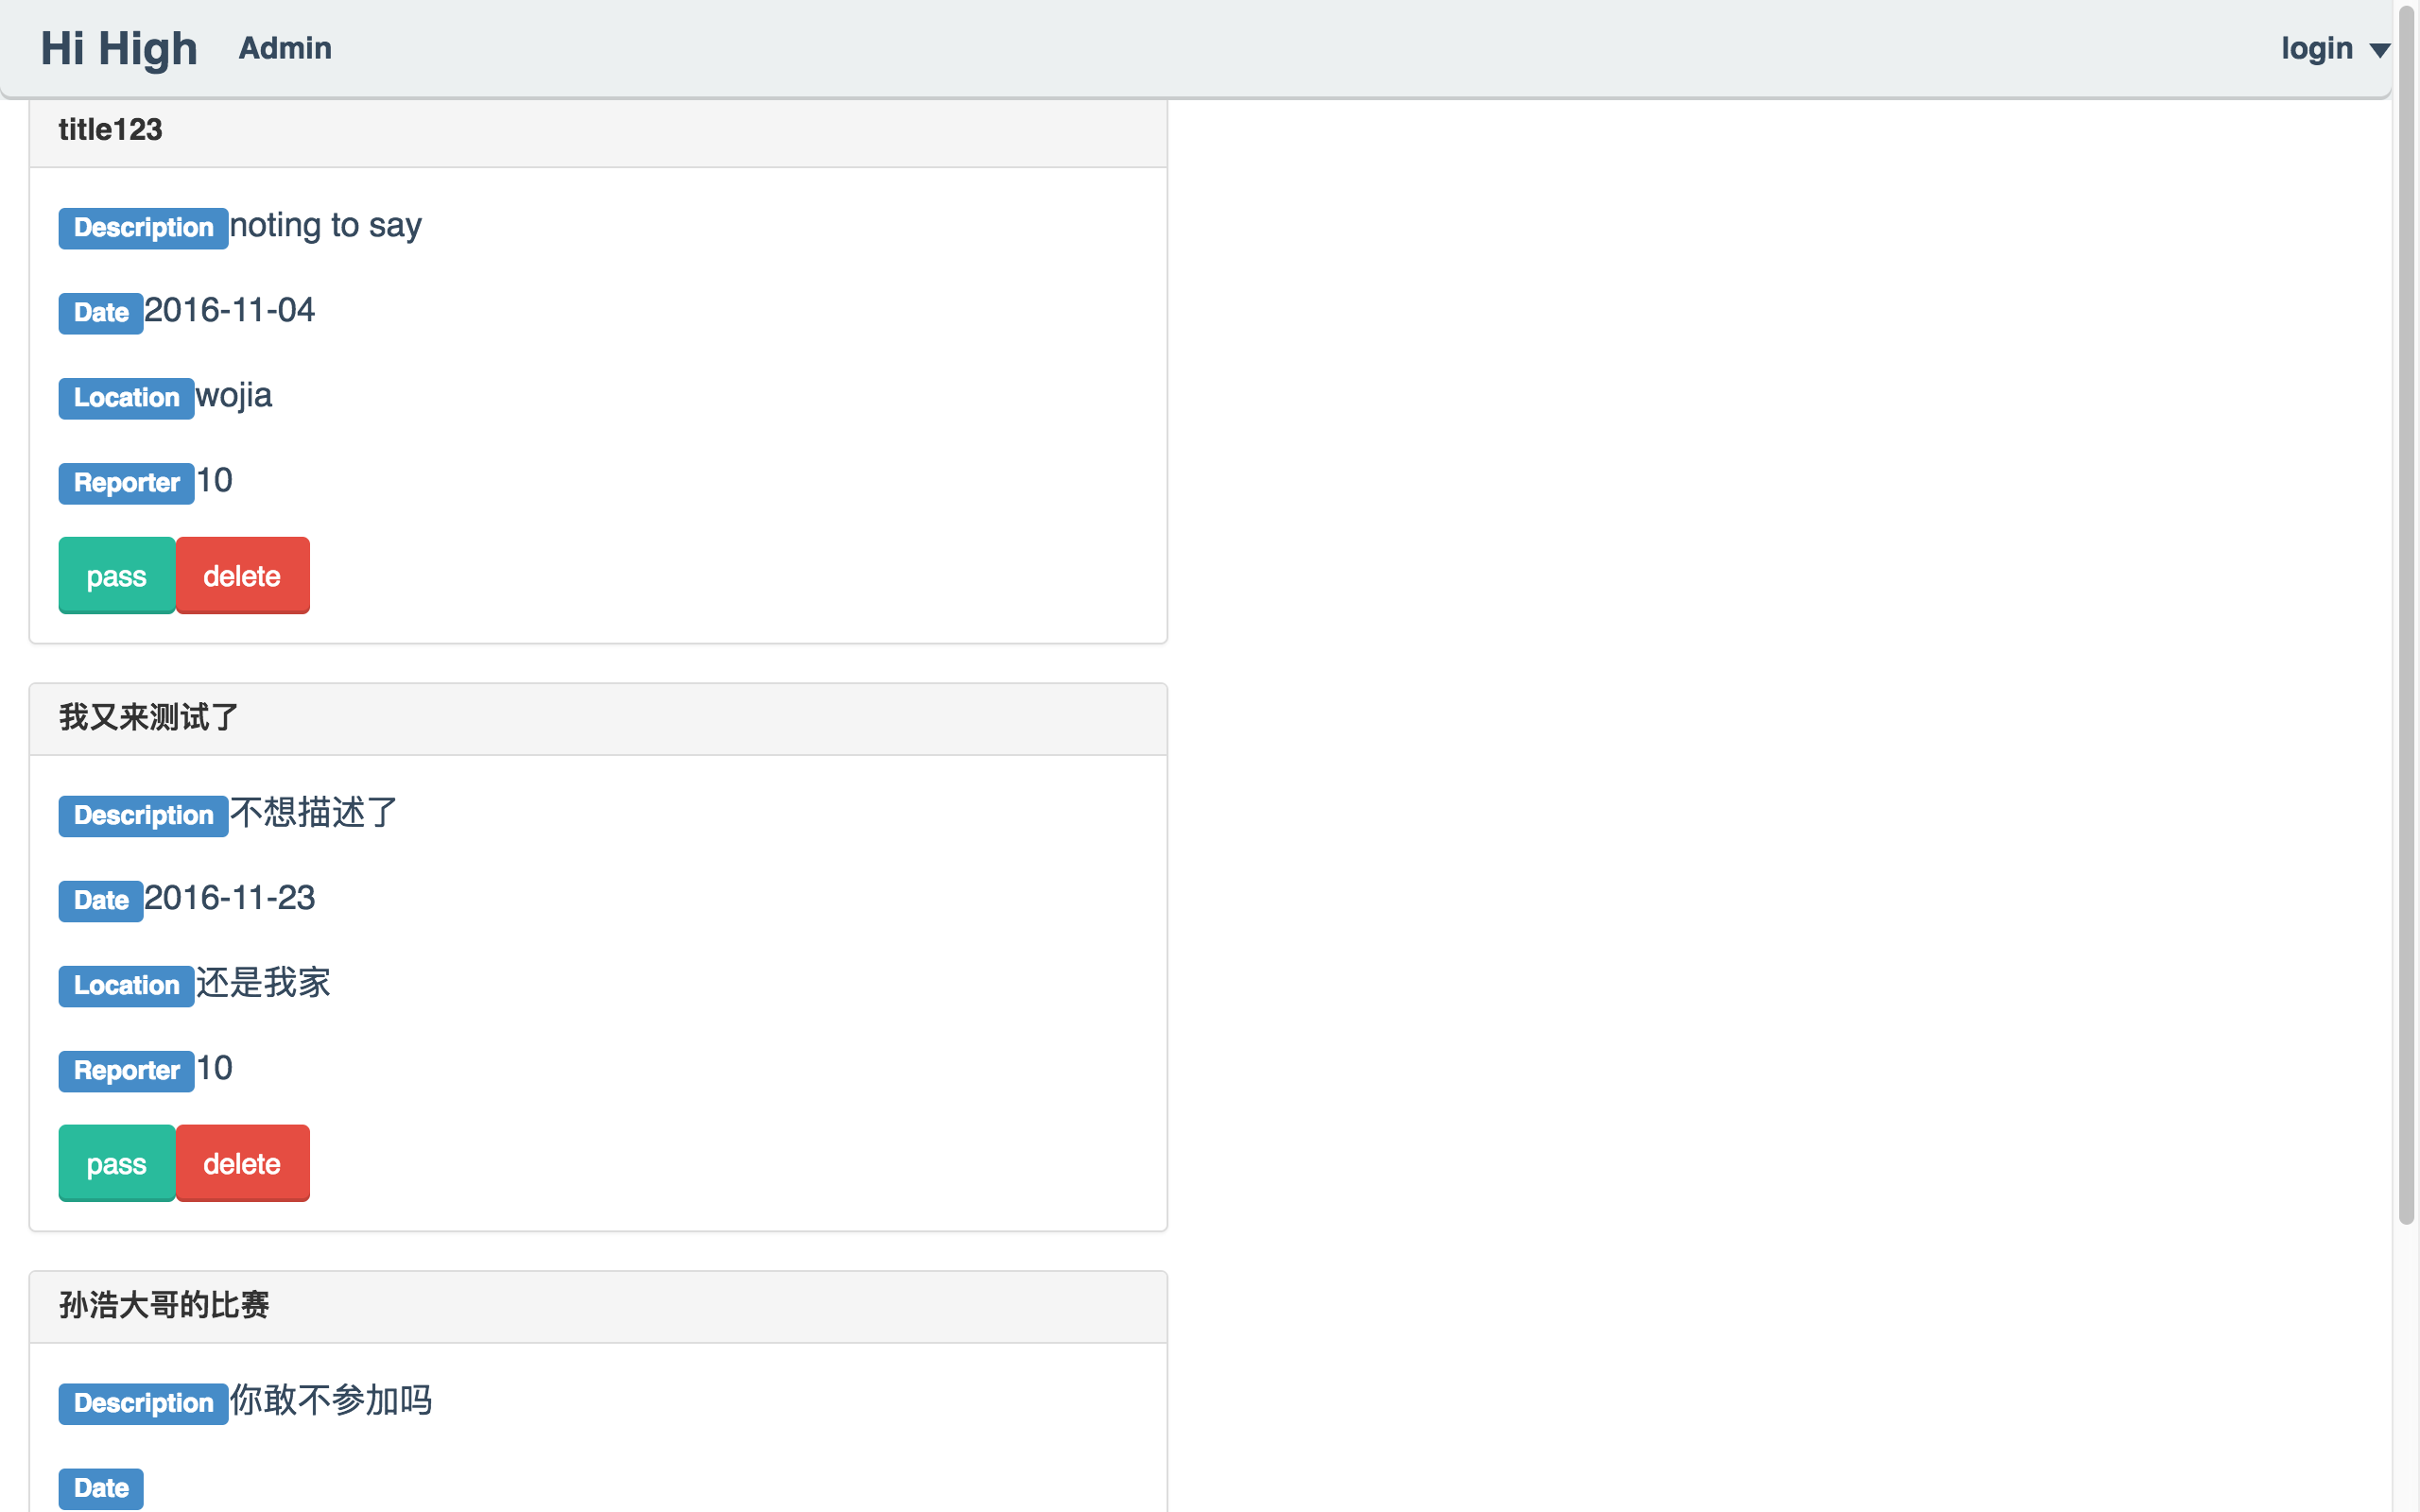 Hi High Admin login
title123
Description noting to say
Date 2016-11-04
Location wojia
Reporter 10
pass delete
我又来测试了
Description 不想描述了
Date 2016-11-23
Location 还是我家
Reporter 10
pass delete
孙浩大哥的比赛
Description 你敢不参加吗
Date